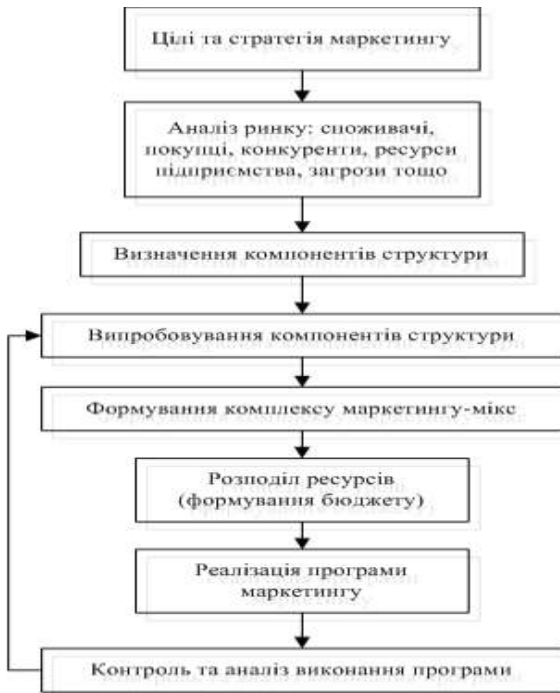 Цілі та стратегія маркетингу
Аналіз ринку: споживачі,
покупці, конкуренти, ресурси
підприємства, загрози тощо
Визначення компонентів структури
Випробовування компонентів структури
Формування комплексу маркетингу-мікс
Розподіл ресурсів
(формування бюджету)
Реалізація програми
маркетингу
Контроль та аналіз виконання програми